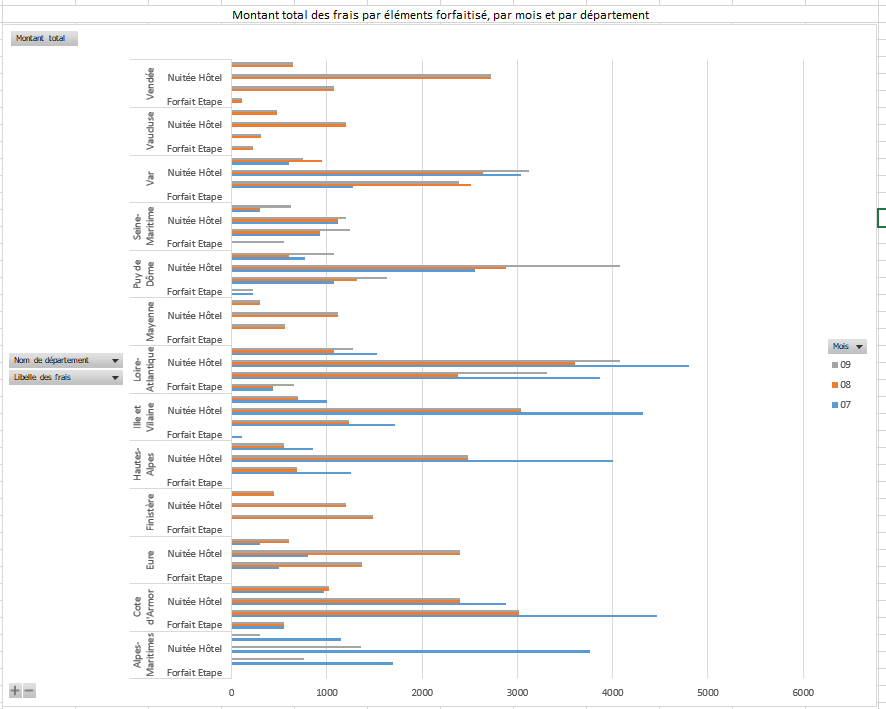 Montant total des frais par éléments forfaitisé, par mois et par département
Montant total
Vendée
Nuitée Hôtel
Forfait Etape
Vaucluse
Nuitée Hôtel
Forfait Etape
Var
Nuitée Hôtel
Forfait Etape
Seine-
Maritime
Nuitée Hôtel
Forfait Etape
Puy de
Dôme
Nuitée Hôtel
Forfait Etape
Mayenne
Nuitée Hôtel
Forfait Etape
Nom de département
Libelle des frais
Loire-
Atlantique
Nuitée Hôtel
Forfait Etape
Ille et
Vilaine
Nuitée Hôtel
Forfait Etape
Hautes-
Alpes
Nuitée Hôtel
Forfait Etape
Finistère
Nuitée Hôtel
Forfait Etape
Eure
Nuitée Hôtel
Forfait Etape
Cote
d'Armor
Nuitée Hôtel
Forfait Etape
Alpes-
Maritimes
Nuitée Hôtel
Forfait Etape
0 1000 2000 3000 4000 5000 6000
Mois
09
08
07